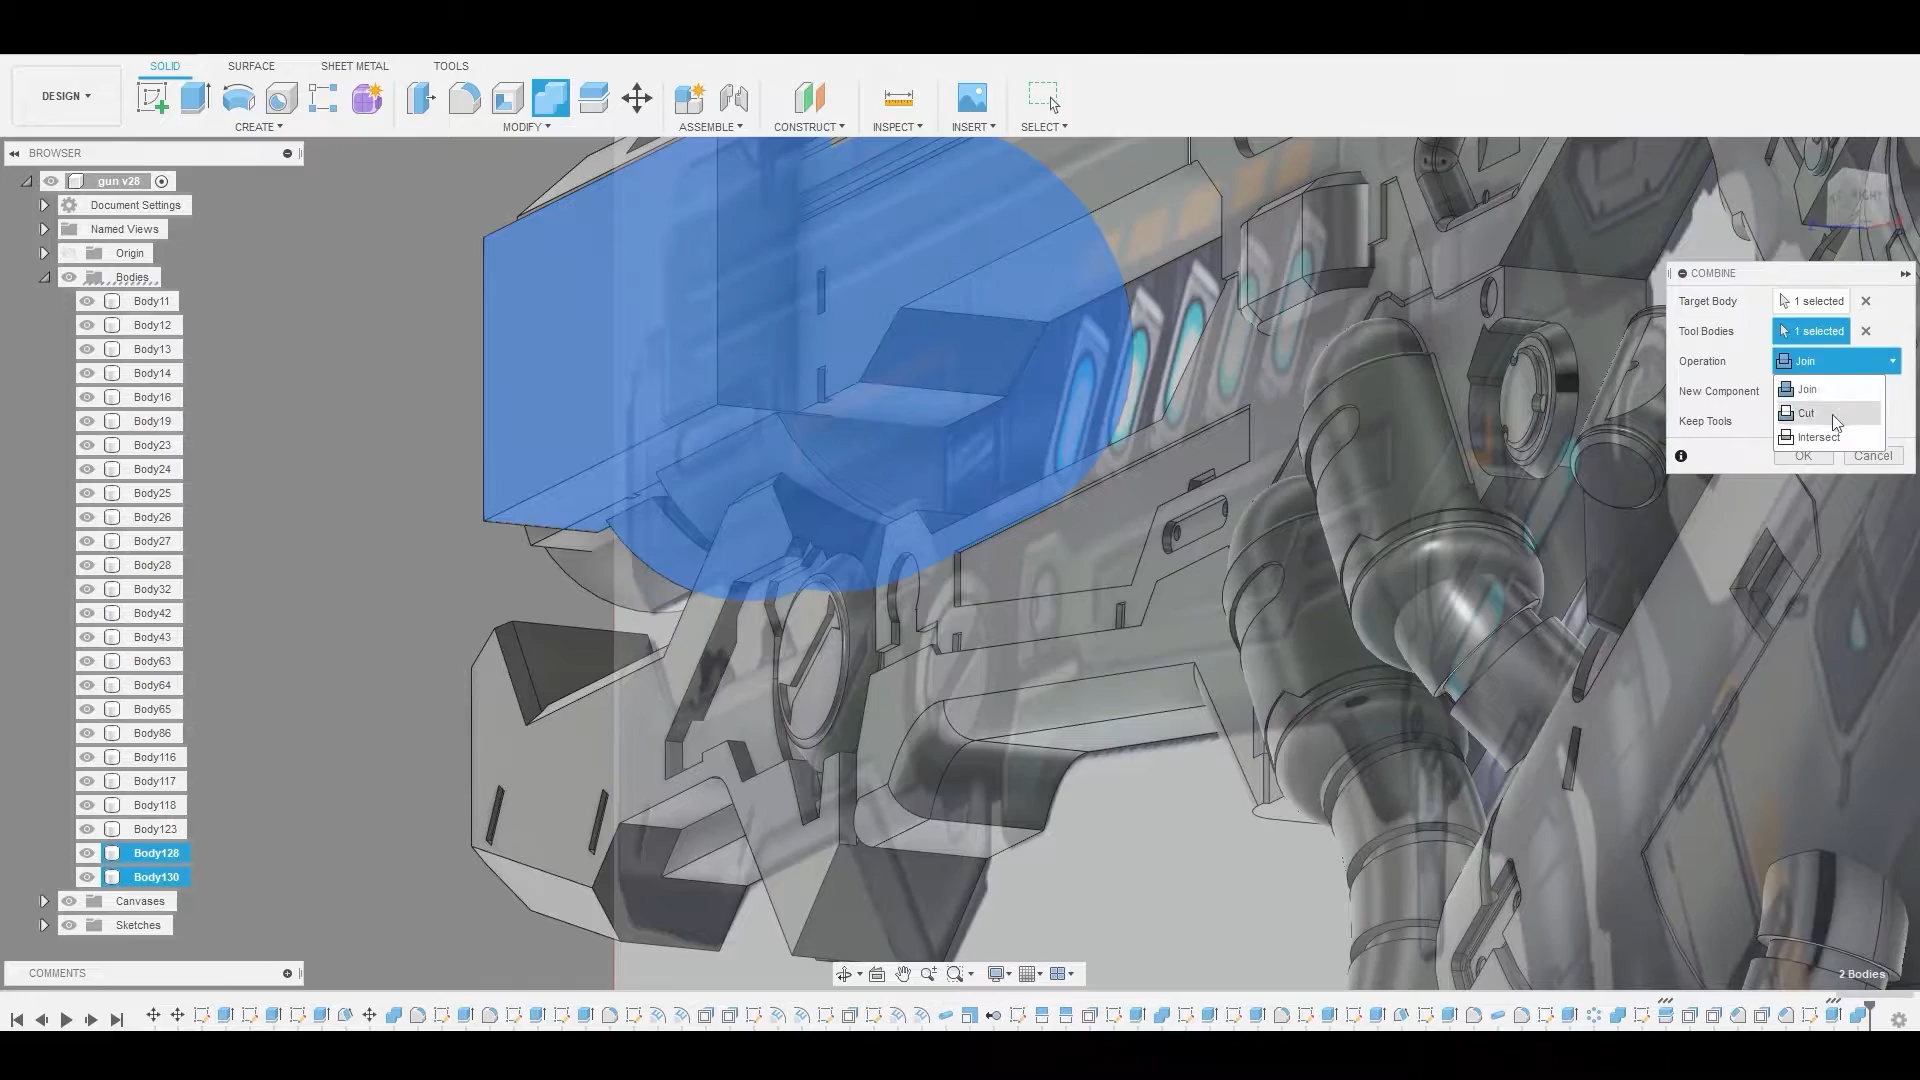 SOLID
SURFACE
SHEET METAL
TOOLS
DESIGN
CREATE
MODIFY
ASSEMBLE
CONSTRUCT
INSPECT
INSERT
SELECT
BROWSER
gun v28
Document Settings
Named Views
Origin
Bodies
Body11
Body12
Body13
Body14
Body16
Body19
Body23
Body24
Body25
Body26
Body27
Body28
Body32
Body42
Body43
Body63
Body64
Body65
Body86
Body116
Body117
Body118
Body123
Body128
Body130
Canvases
Sketches
COMMENTS
RIGHT
COMBINE
Target Body
1 selected
Tool Bodies
1 selected
Operation
Join
New Component
Join
Cut
Keep Tools
Intersect
OK
Cancel
2 Bodies